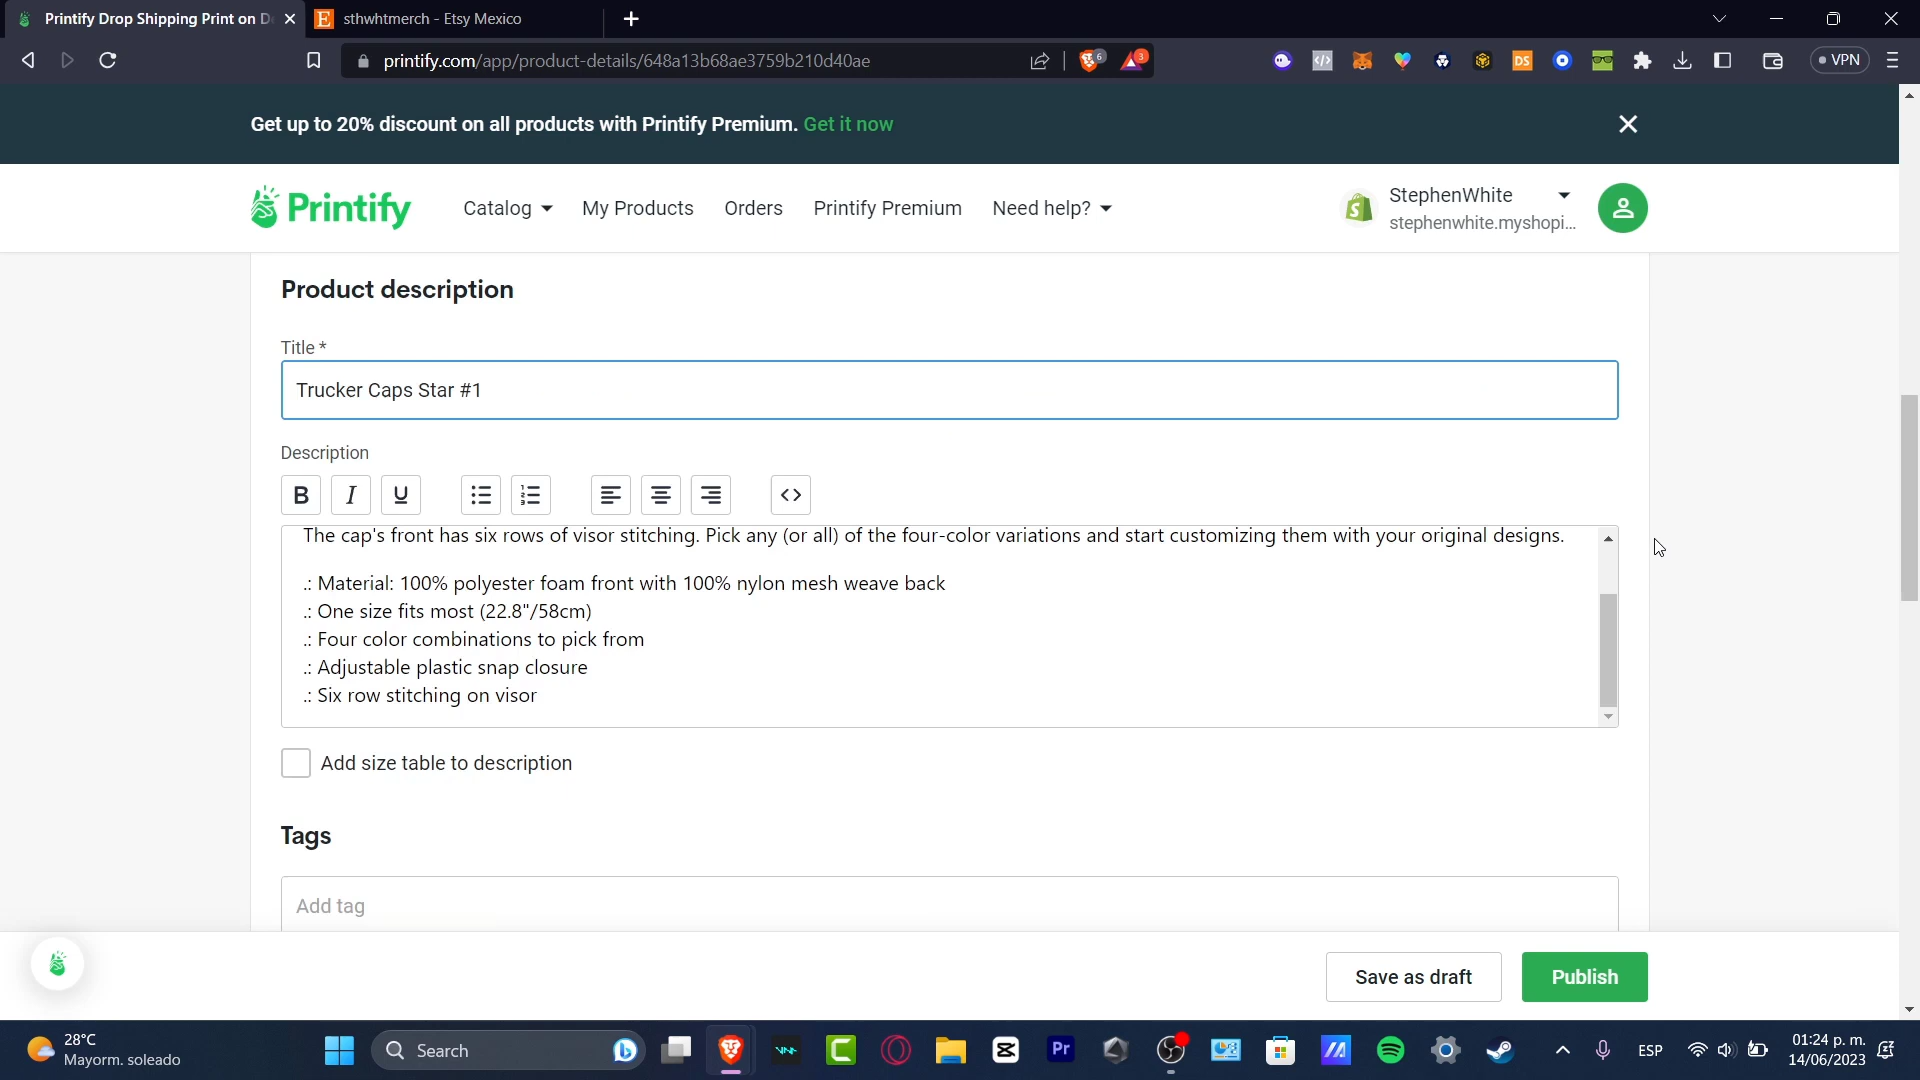 Printify Drop Shipping Print on D
sthwhtmerch - Etsy Mexico
printify.com/app/product-details/648a13b68ae3759b210d40ae
6
3
DS
VPN
Get up to 20% discount on all products with Printify Premium. Get it now
Printify
Catalog
My Products
Orders
Printify Premium
Need help?
StephenWhite
stephenwhite.myshopi...
Product description
Title *
Trucker Caps Star #1
Description
B I U
The cap's front has six rows of visor stitching. Pick any (or all) of the four-color variations and start customizing them with your original designs.
.: Material: 100% polyester foam front with 100% nylon mesh weave back
.: One size fits most (22.8"/58cm)
.: Four color combinations to pick from
.: Adjustable plastic snap closure
.: Six row stitching on visor
Add size table to description
Tags
Add tag
Save as draft
Publish
28°C
Mayorm. soleado
Search
Pr
ESP
01:24 p. m.
14/06/2023